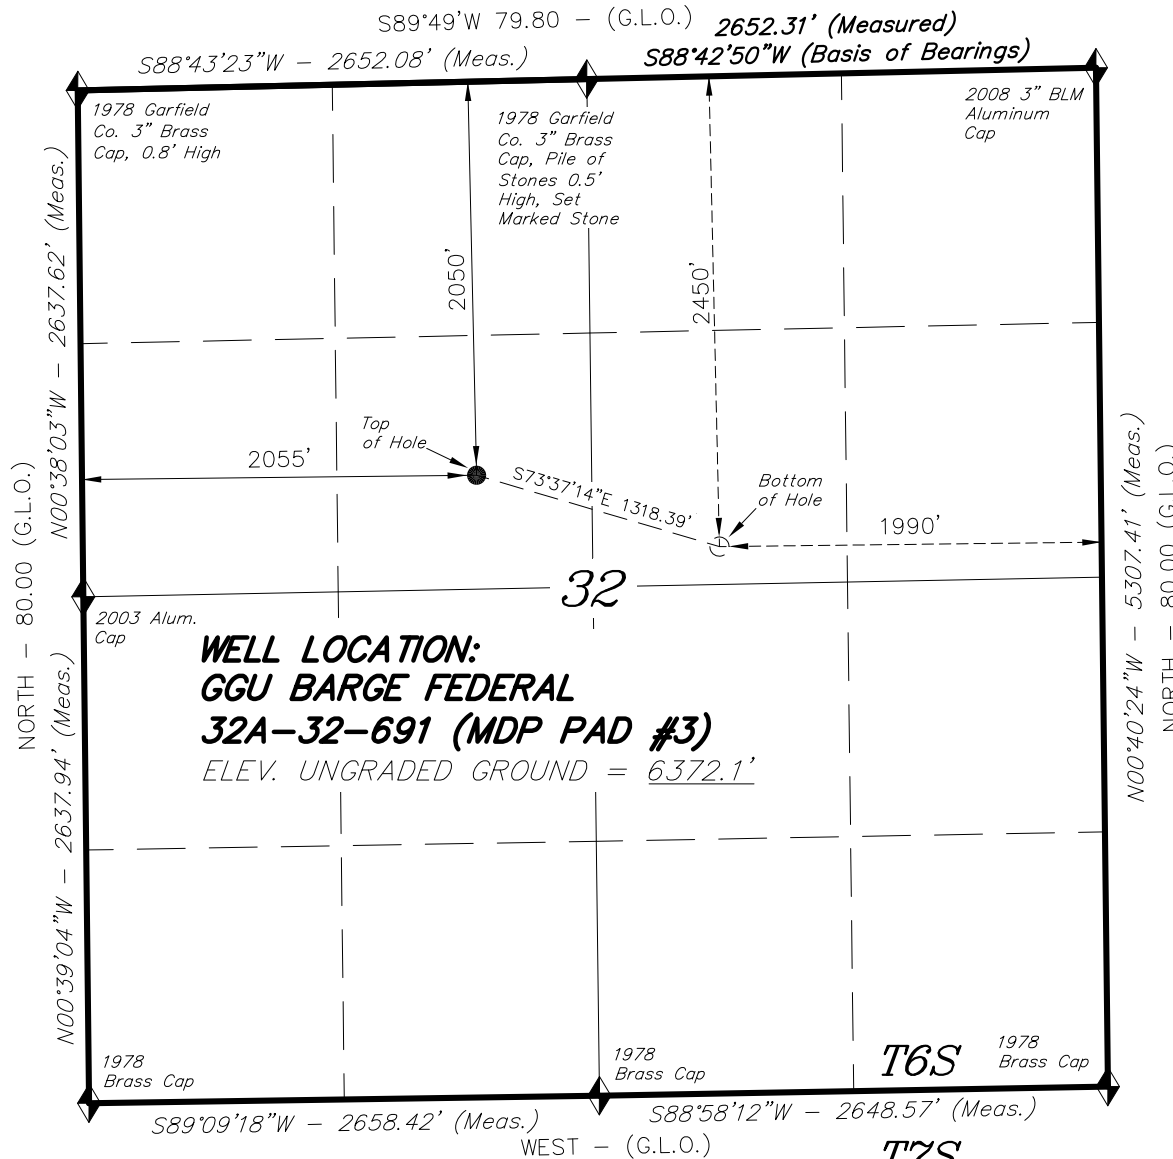 S89°49'W 79.80 - (G.L.O.)
2652.31' (Measured)
S88°43'23"W - 2652.08' (Meas.)
S88°42'50"W (Basis of Bearings)
1978 Garfield
Co. 3" Brass
Cap, 0.8' High
1978 Garfield
Co. 3" Brass
Cap, Pile of
Stones 0.5'
High, Set
Marked Stone
2008 3" BLM
Aluminum
Cap
N00°38'03"W - 2637.62' (Meas.)
2050'
2450'
Top
of Hole
2055'
S73°37'14"E 1318.39'
Bottom
of Hole
1990'
NORTH - 80.00 (G.L.O.)
N00°40'24"W - 5307.41' (Meas.)
NORTH - 80.00 (G.L.O.)
32
2003 Alum.
Cap
WELL LOCATION:
GGU BARGE FEDERAL
32A-32-691 (MDP PAD #3)
ELEV. UNGRADED GROUND = 6372.1'
N00°39'04"W - 2637.94' (Meas.)
1978
Brass Cap
1978
Brass Cap
T6S
1978
Brass Cap
S89°09'18"W - 2658.42' (Meas.)
S88°58'12"W - 2648.57' (Meas.)
WEST - (G.L.O.)
T7S